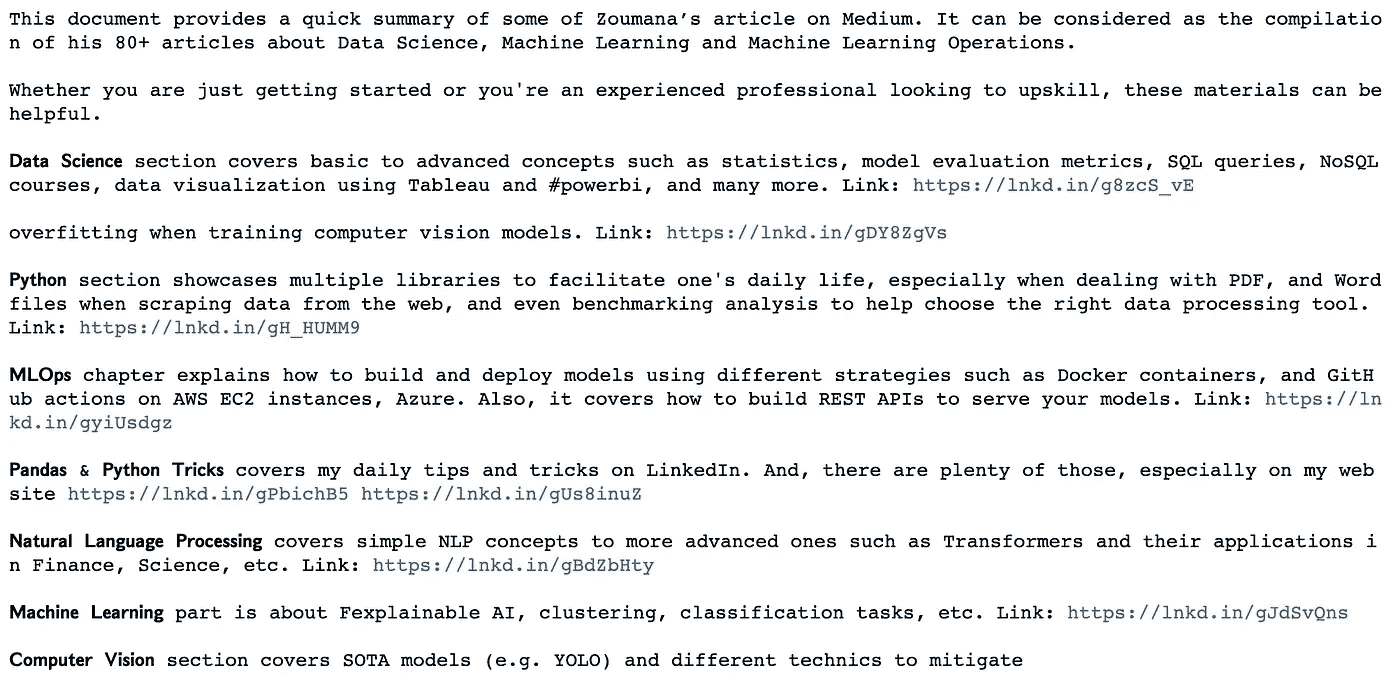 This document provides a quick summary of some of Zoumana’s article on Medium. It can be considered as the compilatio
n of his 80+ articles about Data Science, Machine Learning and Machine Learning Operations.
Whether you are just getting started or you're an experienced professional looking to upskill, these materials can be
helpful.
Data Science section covers basic to advanced concepts such as statistics, model evaluation metrics, SQL queries, NoSQL
courses, data visualization using Tableau and #powerbi, and many more. Link: https://lnkd.in/g8zcS_vE
overfitting when training computer vision models. Link: https://lnkd.in/gDY8ZgVs
Python section showcases multiple libraries to facilitate one's daily life, especially when dealing with PDF, and Word
files when scraping data from the web, and even benchmarking analysis to help choose the right data processing tool.
Link: https://lnkd.in/gH_HUMM9
MLOps chapter explains how to build and deploy models using different strategies such as Docker containers, and GitH
ub actions on AWS EC2 instances, Azure. Also, it covers how to build REST APIs to serve your models. Link: https://ln
kd.in/gyiUsdgz
Pandas & Python Tricks covers my daily tips and tricks on LinkedIn. And, there are plenty of those, especially on my web
site https://lnkd.in/gPbichB5 https://lnkd.in/gUs8inuZ
Natural Language Processing covers simple NLP concepts to more advanced ones such as Transformers and their applications i
n Finance, Science, etc. Link: https://lnkd.in/gBdZbHty
Machine Learning part is about Fexplainable AI, clustering, classification tasks, etc. Link: https://lnkd.in/gJdSvQns
Computer Vision section covers SOTA models (e.g. YOLO) and different technics to mitigate